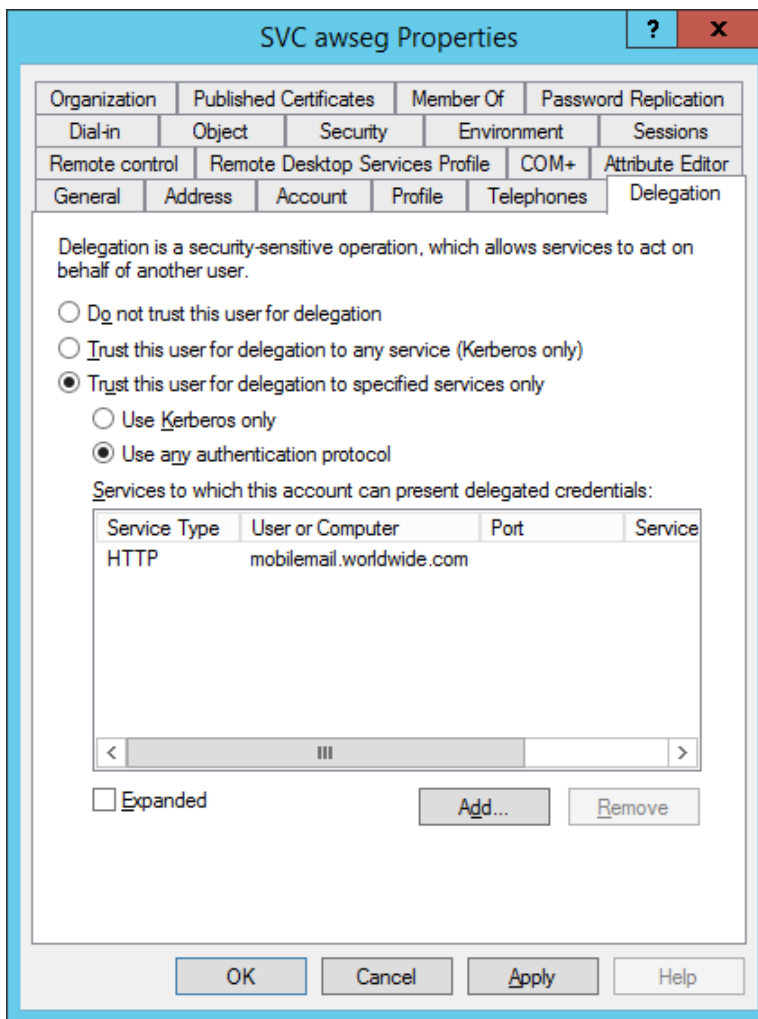 SVC awseg Properties
? x
Organization Published Certificates Member Of Password Replication
Dial-in Object Security Environment Sessions
Remote control Remote Desktop Services Profile COM+ Attribute Editor
General Address Account Profile Telephones Delegation
Delegation is a security-sensitive operation, which allows services to act on
behalf of another user.
Do not trust this user for delegation
Trust this user for delegation to any service (Kerberos only)
Trust this user for delegation to specified services only
Use Kerberos only
Use any authentication protocol
Services to which this account can present delegated credentials:
Service Type User or Computer Port Service
HTTP mobilemail.worldwide.com
Expanded Add... Remove
OK Cancel Apply Help